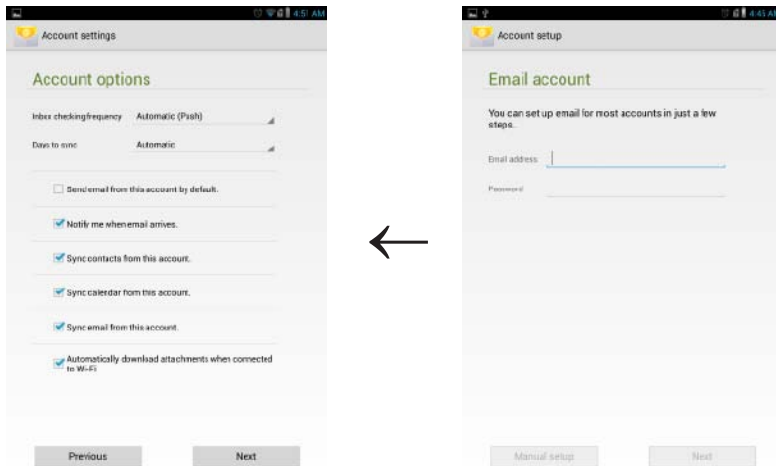 4:51 AM
Account settings
Account options
Inbox checking frequency Automatic (Push)
Days to sync Automatic
Send email from this account by default.
Notify me when email arrives.
Sync contacts from this account.
Sync calendar from this account.
Sync email from this account.
Automatically download attachments when connected
to Wi-Fi
Previous Next
←
4:45 AM
Account setup
Email account
You can set up email for most accounts in just a few
steps.
Email address
Password
Manual setup Next